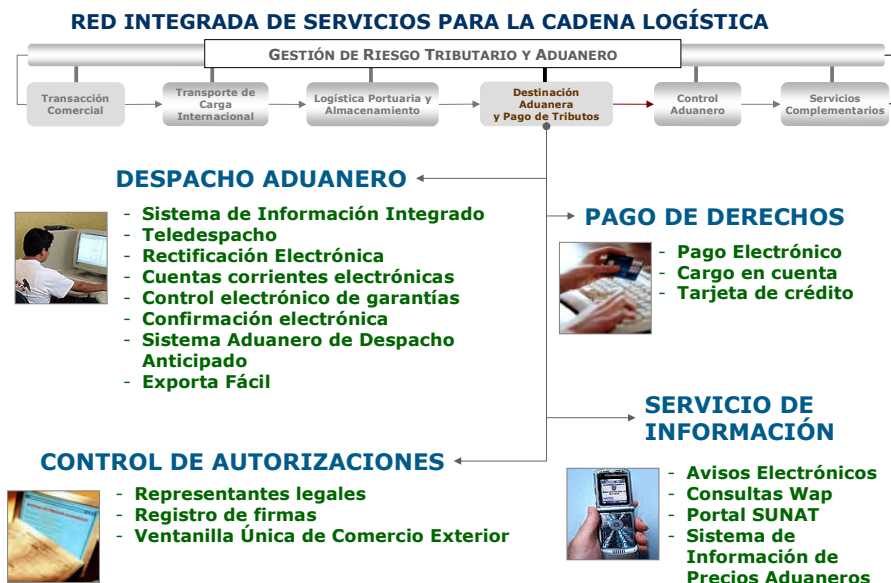 RED INTEGRADA DE SERVICIOS PARA LA CADENA LOGÍSTICA
GESTIÓN DE RIESGO TRIBUTARIO Y ADUANERO
Transacción
Comercial
Transporte de
Carga
Internacional
Logística Portuaria y
Almacenamiento
Destinación
Aduanera
y Pago de Tributos
Control
Aduanero
Servicios
Complementarios
DESPACHO ADUANERO
- Sistema de Información Integrado
- Teledespacho
- Rectificación Electrónica
- Cuentas corrientes electrónicas
- Control electrónico de garantías
- Confirmación electrónica
- Sistema Aduanero de Despacho
Anticipado
- Exporta Fácil
PAGO DE DERECHOS
- Pago Electrónico
- Cargo en cuenta
- Tarjeta de crédito
CONTROL DE AUTORIZACIONES
- Representantes legales
- Registro de firmas
- Ventanilla Única de Comercio Exterior
SERVICIO DE
INFORMACIÓN
- Avisos Electrónicos
- Consultas Wap
- Portal SUNAT
- Sistema de
Información de
Precios Aduaneros